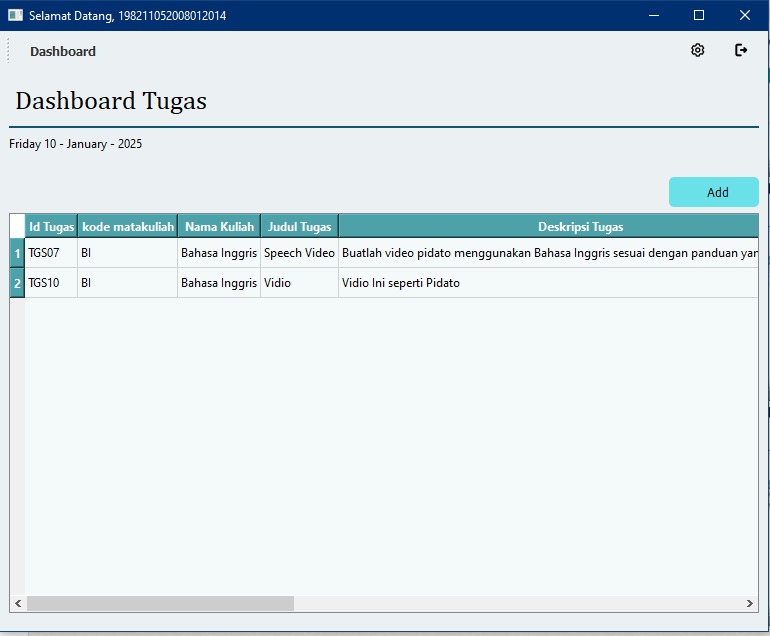 Selamat Datang, 198211052008012014
Dashboard
Dashboard Tugas
Friday 10 - January - 2025
Add
Id Tugas kode matakuliah Nama Kuliah Judul Tugas Deskripsi Tugas
1 TGS07 BI Bahasa Inggris Speech Video Buatlah video pidato menggunakan Bahasa Inggris sesuai dengan panduan yan
2 TGS10 BI Bahasa Inggris Vidio Vidio Ini seperti Pidato